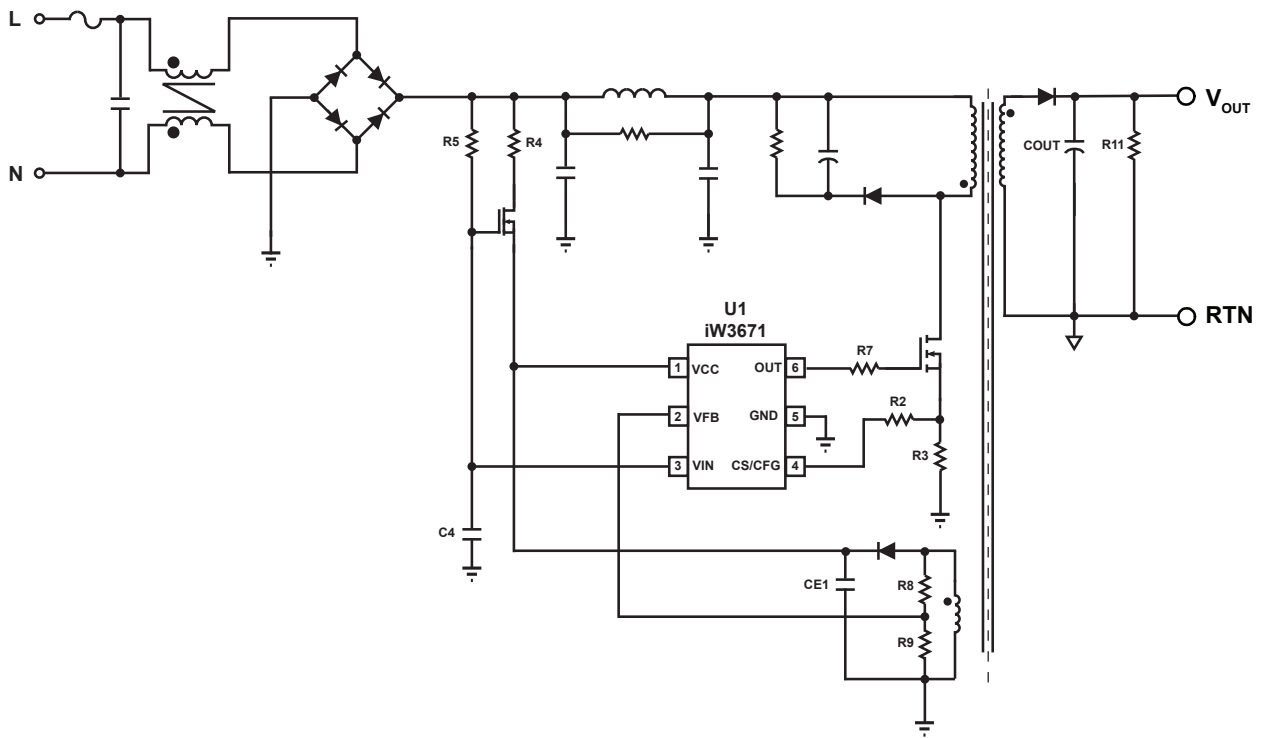 L
N
R5
R4
COUT
R11
VOUT
RTN
U1
iW3671
1
VCC
2
VFB
3
VIN
OUT
6
GND
5
CS/CFG
4
R7
R2
R3
C4
CE1
R8
R9